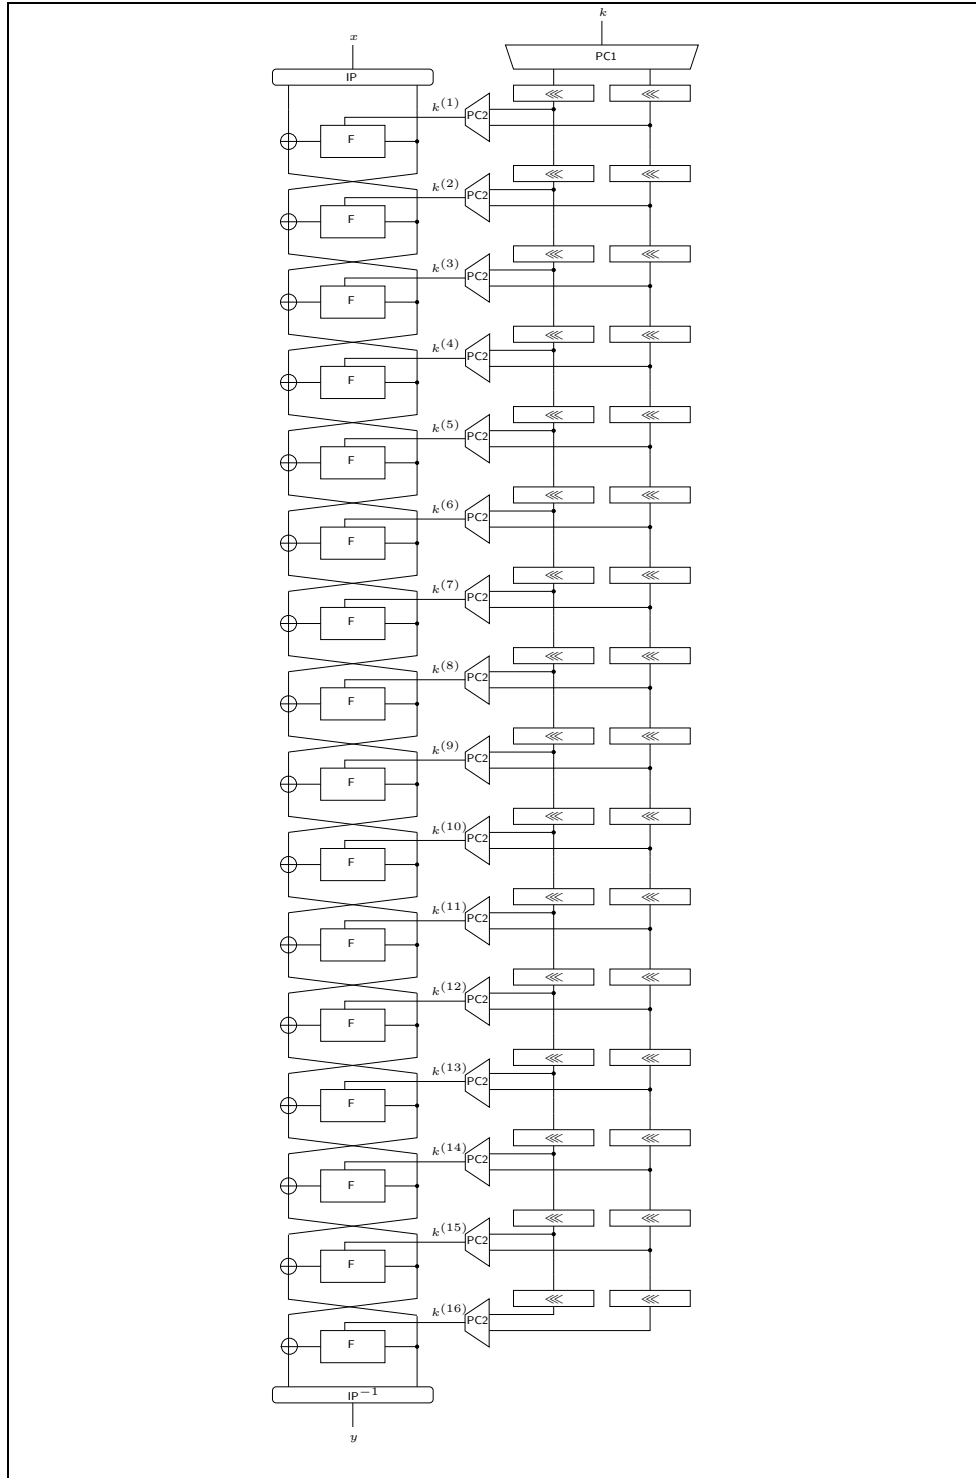 k
x
PC1
IP
⋘ ⋘
k(1) PC2
F
⋘ ⋘
k(2) PC2
F
⋘ ⋘
k(3) PC2
F
⋘ ⋘
k(4) PC2
F
⋘ ⋘
k(5) PC2
F
⋘ ⋘
k(6) PC2
F
⋘ ⋘
k(7) PC2
F
⋘ ⋘
k(8) PC2
F
⋘ ⋘
k(9) PC2
F
⋘ ⋘
k(10) PC2
F
⋘ ⋘
k(11) PC2
F
⋘ ⋘
k(12) PC2
F
⋘ ⋘
k(13) PC2
F
⋘ ⋘
k(14) PC2
F
⋘ ⋘
k(15) PC2
F
⋘ ⋘
k(16) PC2
F
IP−1
y